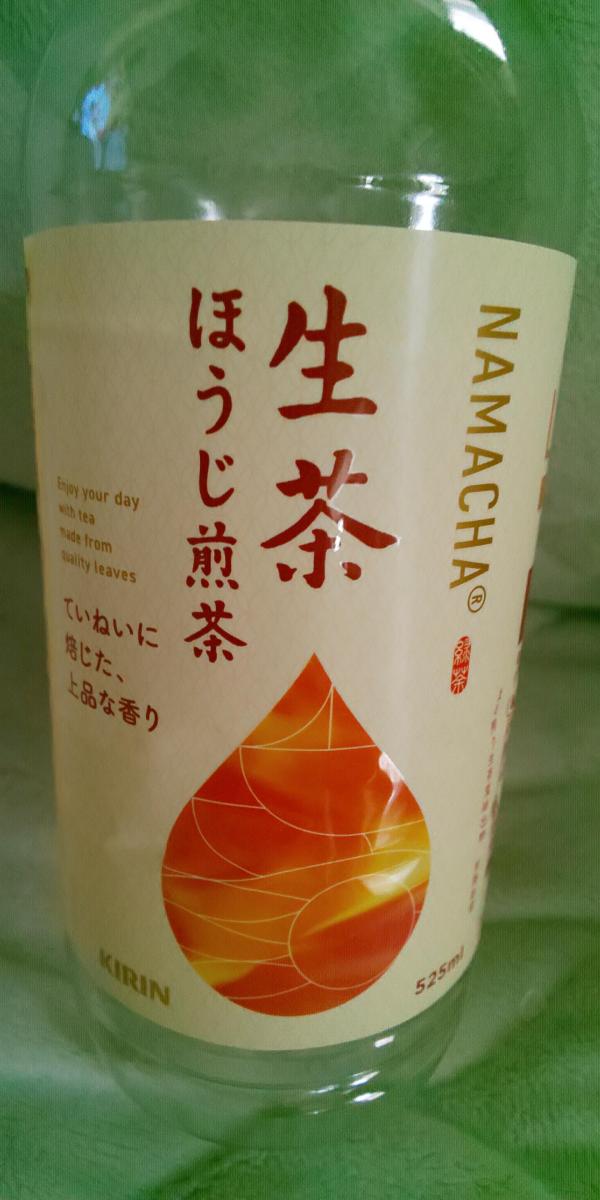 生茶
ほうじ煎茶
NAMACHA®
緑茶
Enjoy your day
with tea
made from
quality leaves
ていねいに
焙じた、
上品な香り
KIRIN
525ml